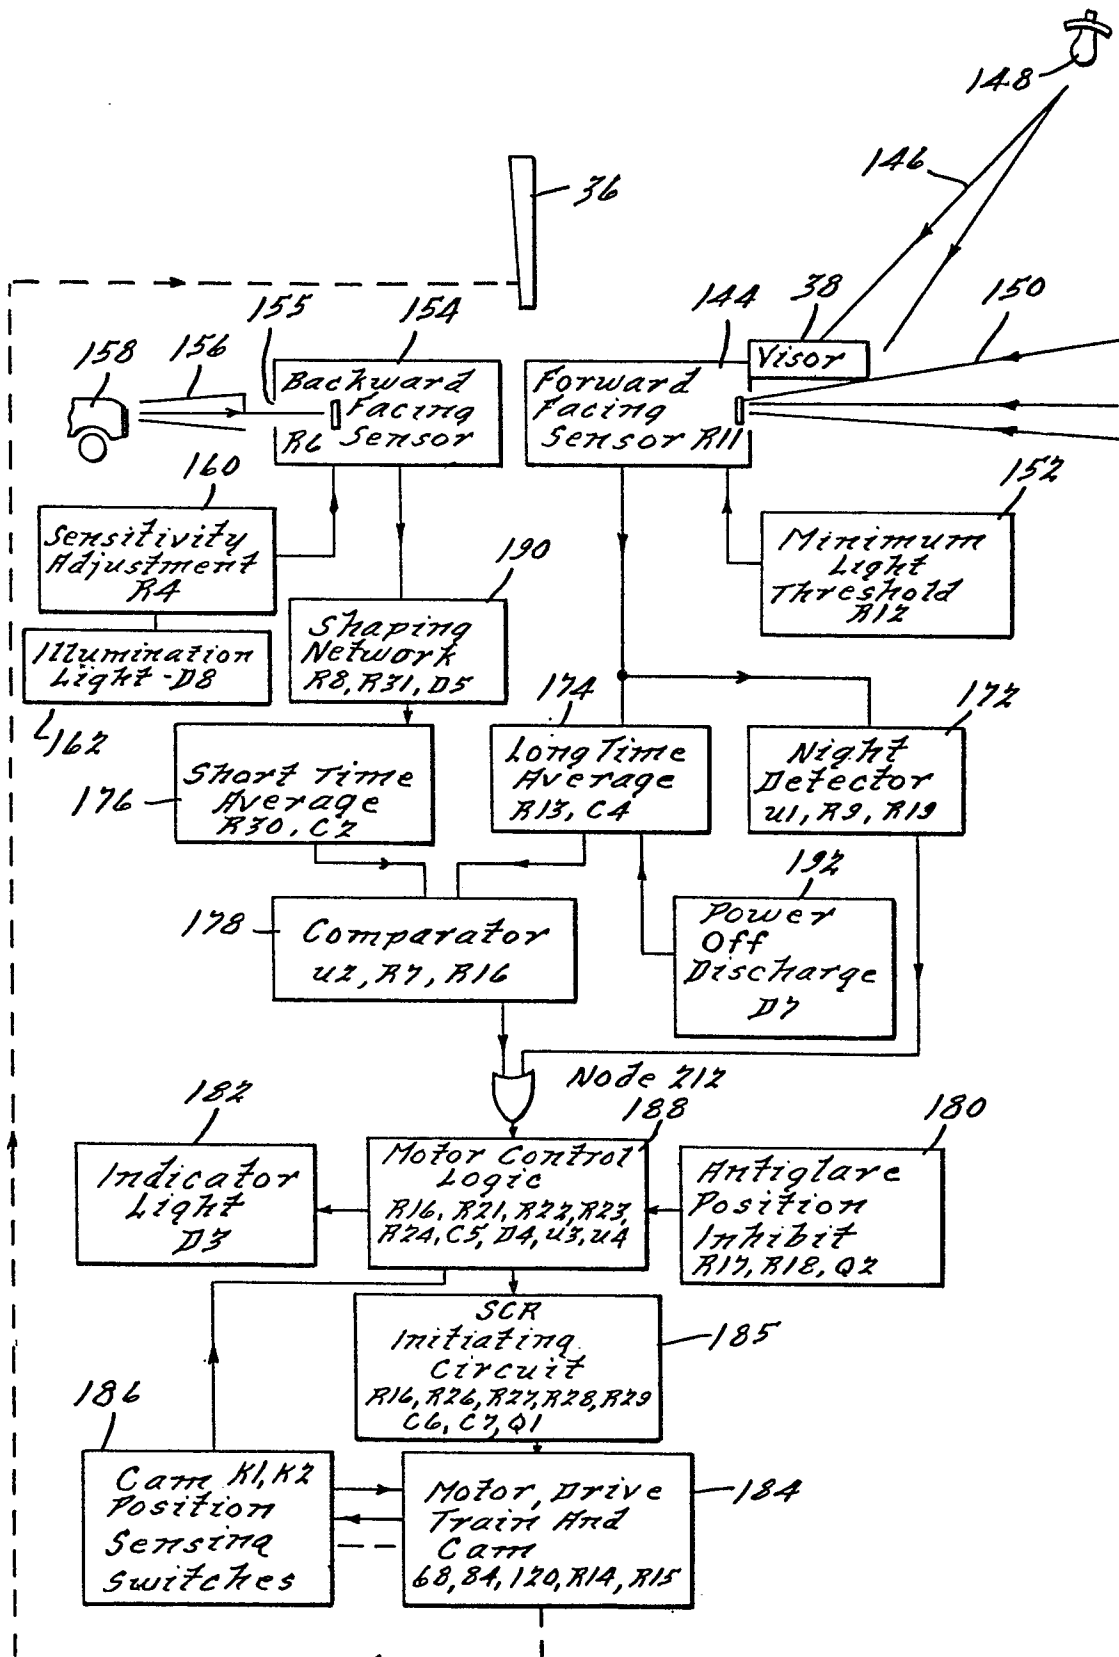 148
146
36
155
154
144
38
150
158
156
Visor
Backward
Facing
Sensor
R6
Forward
Facing
Sensor R11
160
152
Sensitivity
Adjustment
R4
190
Minimum
Light
Threshold
R12
Shaping
Network
R8, R31, D5
Illumination
Light-D8
162
174
172
Short Time
Average
R30, C2
176
Long Time
Average
R13, C4
Night
Detector
U1, R9, R19
192
178
Comparator
U2, R7, R16
Power
Off
Discharge
D7
Node 212
182
188
180
Indicator
Light
D3
Motor Control
Logic
R16, R21, R22, R23,
R24, C5, D4, U3, U4
Antiglare
Position
Inhibit
R17, R18, Q2
SCR
Initiating
Circuit
R16, R26, R27, R28, R29
C6, C7, Q1
185
186
Cam K1, K2
Position
Sensing
Switches
Motor, Drive
Train And
Cam
68, 84, 120, R14, R15
184